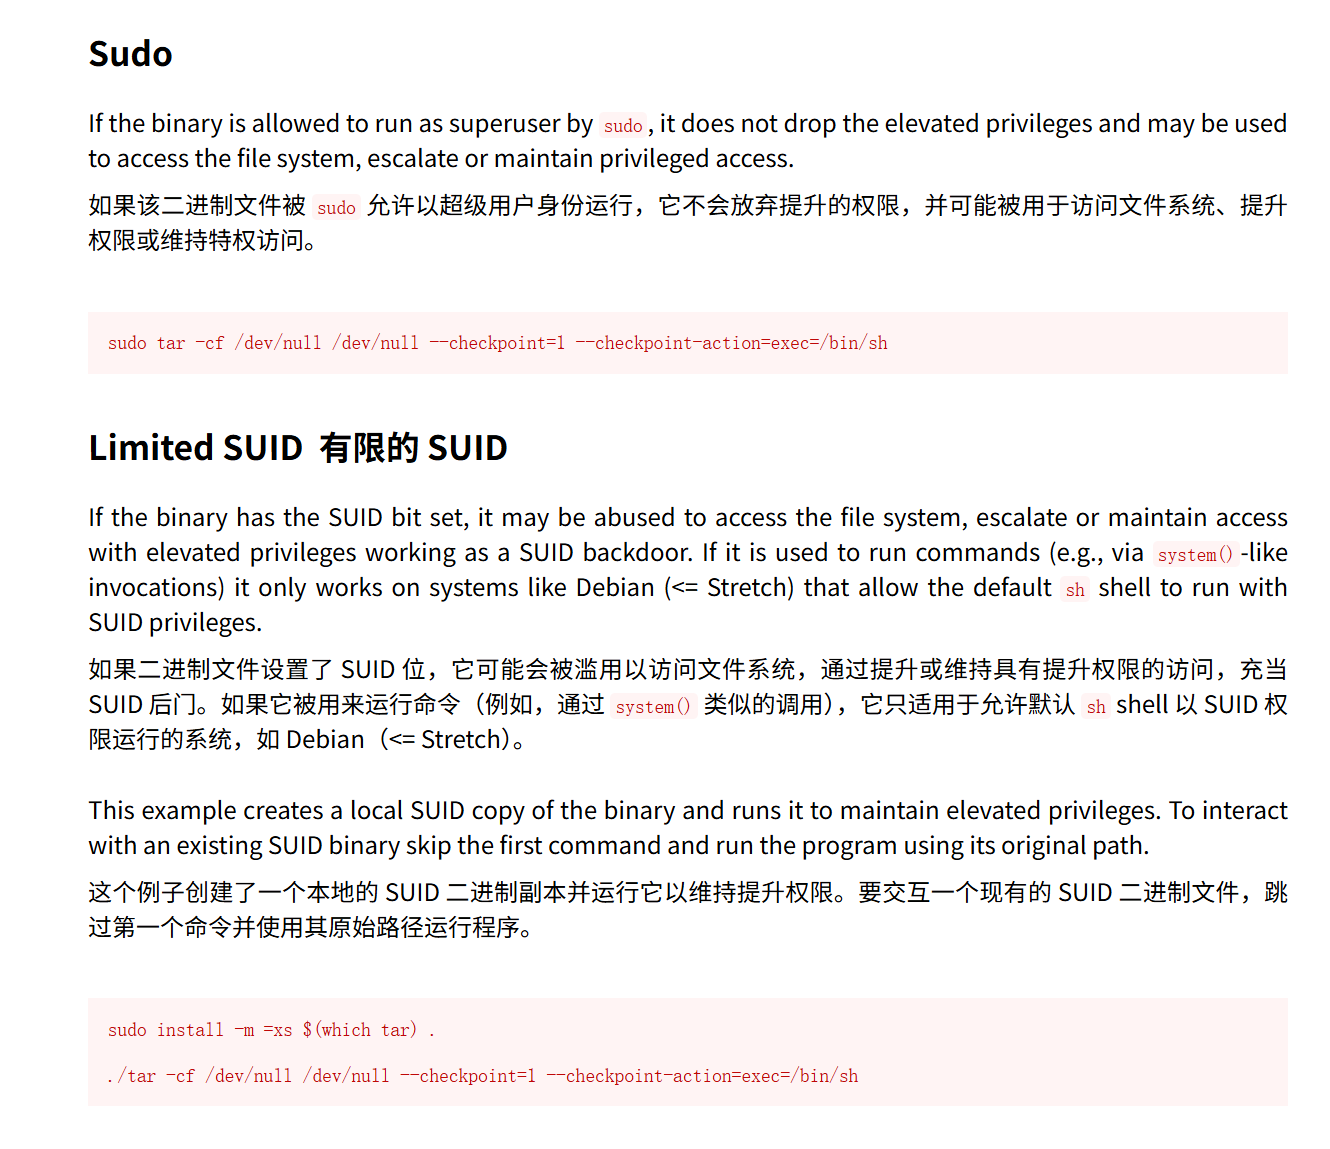 Sudo
If the binary is allowed to run as superuser by sudo, it does not drop the elevated privileges and may be used
to access the file system, escalate or maintain privileged access.
如果该二进制文件被 sudo 允许以超级用户身份运行，它不会放弃提升的权限，并可能被用于访问文件系统、提升
权限或维持特权访问。
sudo tar -cf /dev/null /dev/null --checkpoint=1 --checkpoint-action=exec=/bin/sh
Limited SUID 有限的 SUID
If the binary has the SUID bit set, it may be abused to access the file system, escalate or maintain access
with elevated privileges working as a SUID backdoor. If it is used to run commands (e.g., via system()-like
invocations) it only works on systems like Debian (<= Stretch) that allow the default sh shell to run with
SUID privileges.
如果二进制文件设置了 SUID 位，它可能会被滥用以访问文件系统，通过提升或维持具有提升权限的访问，充当
SUID 后门。如果它被用来运行命令（例如，通过 system() 类似的调用），它只适用于允许默认 sh shell 以 SUID 权
限运行的系统，如 Debian（<= Stretch）。
This example creates a local SUID copy of the binary and runs it to maintain elevated privileges. To interact
with an existing SUID binary skip the first command and run the program using its original path.
这个例子创建了一个本地的 SUID 二进制副本并运行它以维持提升权限。要交互一个现有的 SUID 二进制文件，跳
过第一个命令并使用其原始路径运行程序。
sudo install -m =xs $(which tar) .
./tar -cf /dev/null /dev/null --checkpoint=1 --checkpoint-action=exec=/bin/sh